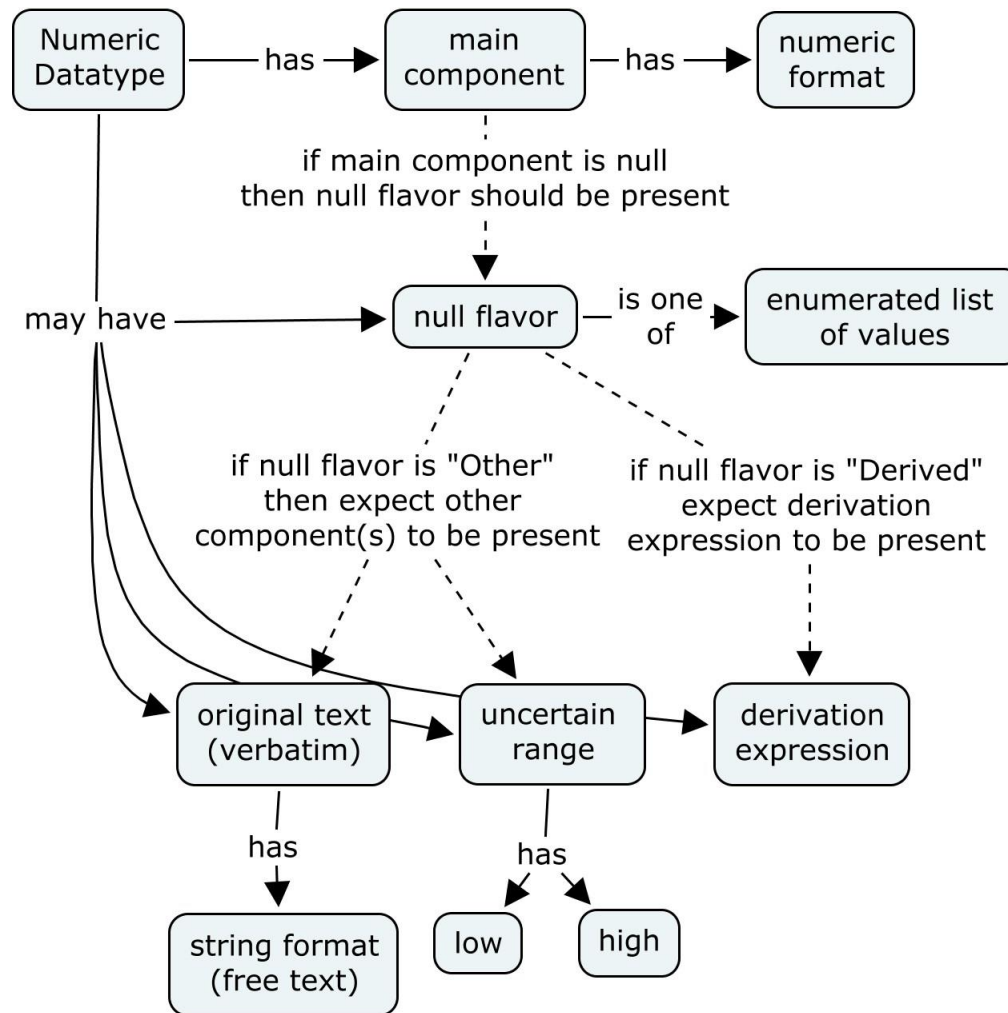 Numeric
Datatype
has
main
component
has
numeric
format
if main component is null
then null flavor should be present
may have
null flavor
is one
of
enumerated list
of values
if null flavor is "Other"
then expect other
component(s) to be present
if null flavor is "Derived"
expect derivation
expression to be present
original text
(verbatim)
uncertain
range
derivation
expression
has
has
string format
(free text)
low
high